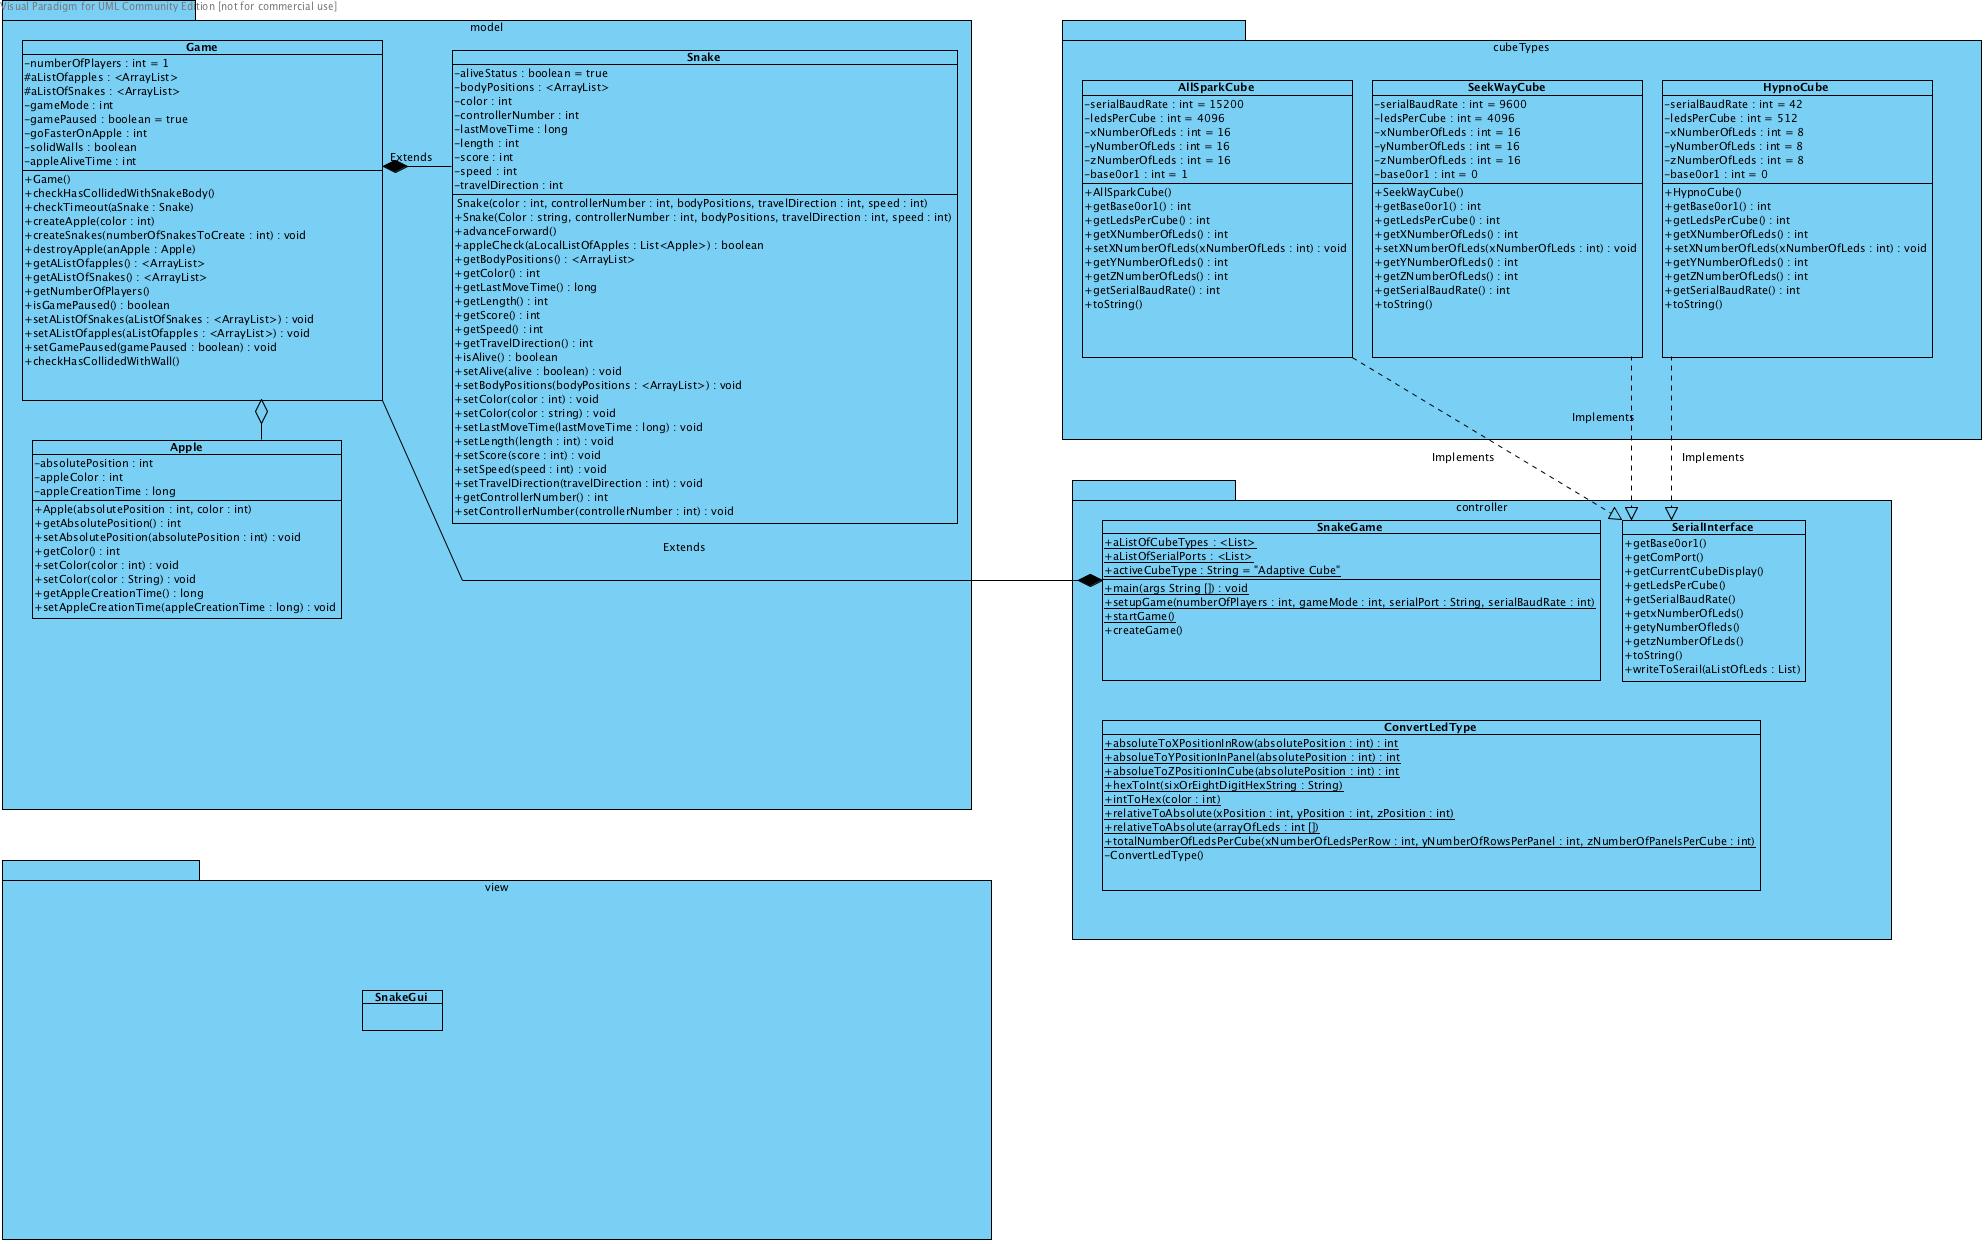 Visual Paradigm for UML Community Edition [not for commercial use]
model
Game
-numberOfPlayers : int = 1
#aListOfapples : <ArrayList>
#aListOfSnakes : <ArrayList>
-gameMode : int
-gamePaused : boolean = true
-goFasterOnApple : int
-solidWalls : boolean
-appleAliveTime : int
+Game()
+checkHasCollidedWithSnakeBody()
+checkTimeout(aSnake : Snake)
+createApple(color : int)
+createSnakes(numberOfSnakesToCreate : int) : void
+destroyApple(anApple : Apple)
+getAListOfapples() : <ArrayList>
+getAListOfSnakes() : <ArrayList>
+getNumberOfPlayers()
+isGamePaused() : boolean
+setAListOfSnakes(aListOfSnakes : <ArrayList>) : void
+setAListOfapples(aListOfapples : <ArrayList>) : void
+setGamePaused(gamePaused : boolean) : void
+checkHasCollidedWithWall()
Extends
Snake
-aliveStatus : boolean = true
-bodyPositions : <ArrayList>
-color : int
-controllerNumber : int
-lastMoveTime : long
-length : int
-score : int
-speed : int
-travelDirection : int
Snake(color : int, controllerNumber : int, bodyPositions, travelDirection : int, speed : int)
+Snake(Color : string, controllerNumber : int, bodyPositions, travelDirection : int, speed : int)
+advanceForward()
+appleCheck(aLocalListOfApples : List<Apple>) : boolean
+getBodyPositions() : <ArrayList>
+getColor() : int
+getLastMoveTime() : long
+getLength() : int
+getScore() : int
+getSpeed() : int
+getTravelDirection() : int
+isAlive() : boolean
+setAlive(alive : boolean) : void
+setBodyPositions(bodyPositions : <ArrayList>) : void
+setColor(color : int) : void
+setColor(color : string) : void
+setLastMoveTime(lastMoveTime : long) : void
+setLength(length : int) : void
+setScore(score : int) : void
+setSpeed(speed : int) : void
+setTravelDirection(travelDirection : int) : void
+getControllerNumber() : int
+setControllerNumber(controllerNumber : int) : void
Extends
Apple
-absolutePosition : int
-appleColor : int
-appleCreationTime : long
+Apple(absolutePosition : int, color : int)
+getAbsolutePosition() : int
+setAbsolutePosition(absolutePosition : int) : void
+getColor() : int
+setColor(color : int) : void
+setColor(color : String) : void
+getAppleCreationTime() : long
+setAppleCreationTime(appleCreationTime : long) : void
cubeTypes
AllSparkCube
-serialBaudRate : int = 15200
-ledsPerCube : int = 4096
-xNumberOfLeds : int = 16
-yNumberOfLeds : int = 16
-zNumberOfLeds : int = 16
-base0or1 : int = 1
+AllSparkCube()
+getBase0or1() : int
+getLedsPerCube() : int
+getXNumberOfLeds() : int
+setXNumberOfLeds(xNumberOfLeds : int) : void
+getYNumberOfLeds() : int
+getZNumberOfLeds() : int
+getSerialBaudRate() : int
+toString()
SeekWayCube
-serialBaudRate : int = 9600
-ledsPerCube : int = 4096
-xNumberOfLeds : int = 16
-yNumberOfLeds : int = 16
-zNumberOfLeds : int = 16
-base0or1 : int = 0
+SeekWayCube()
+getBase0or1() : int
+getLedsPerCube() : int
+getXNumberOfLeds() : int
+setXNumberOfLeds(xNumberOfLeds : int) : void
+getYNumberOfLeds() : int
+getZNumberOfLeds() : int
+getSerialBaudRate() : int
+toString()
HypnoCube
-serialBaudRate : int = 42
-ledsPerCube : int = 512
-xNumberOfLeds : int = 8
-yNumberOfLeds : int = 8
-zNumberOfLeds : int = 8
-base0or1 : int = 0
+HypnoCube()
+getBase0or1() : int
+getLedsPerCube() : int
+getXNumberOfLeds() : int
+setXNumberOfLeds(xNumberOfLeds : int) : void
+getYNumberOfLeds() : int
+getZNumberOfLeds() : int
+getSerialBaudRate() : int
+toString()
Implements
Implements
Implements
controller
SnakeGame
+aListOfCubeTypes : <List>
+aListOfSerialPorts : <List>
+activeCubeType : String = "Adaptive Cube"
+main(args String []) : void
+setupGame(numberOfPlayers : int, gameMode : int, serialPort : String, serialBaudRate : int)
+startGame()
+createGame()
SerialInterface
+getBase0or1()
+getComPort()
+getCurrentCubeDisplay()
+getLedsPerCube()
+getSerialBaudRate()
+getxNumberOfLeds()
+getyNumberOfleds()
+getzNumberOfLeds()
+toString()
+writeToSerail(aListOfLeds : List)
ConvertLedType
+absoluteToXPositionInRow(absolutePosition : int) : int
+absolueToYPositionInPanel(absolutePosition : int) : int
+absolueToZPositionInCube(absolutePosition : int) : int
+hexToInt(sixOrEightDigitHexString : String)
+intToHex(color : int)
+relativeToAbsolute(xPosition : int, yPosition : int, zPosition : int)
+relativeToAbsolute(arrayOfLeds : int [])
+totalNumberOfLedsPerCube(xNumberOfLedsPerRow : int, yNumberOfRowsPerPanel : int, zNumberOfPanelsPerCube : int)
-ConvertLedType()
view
SnakeGui